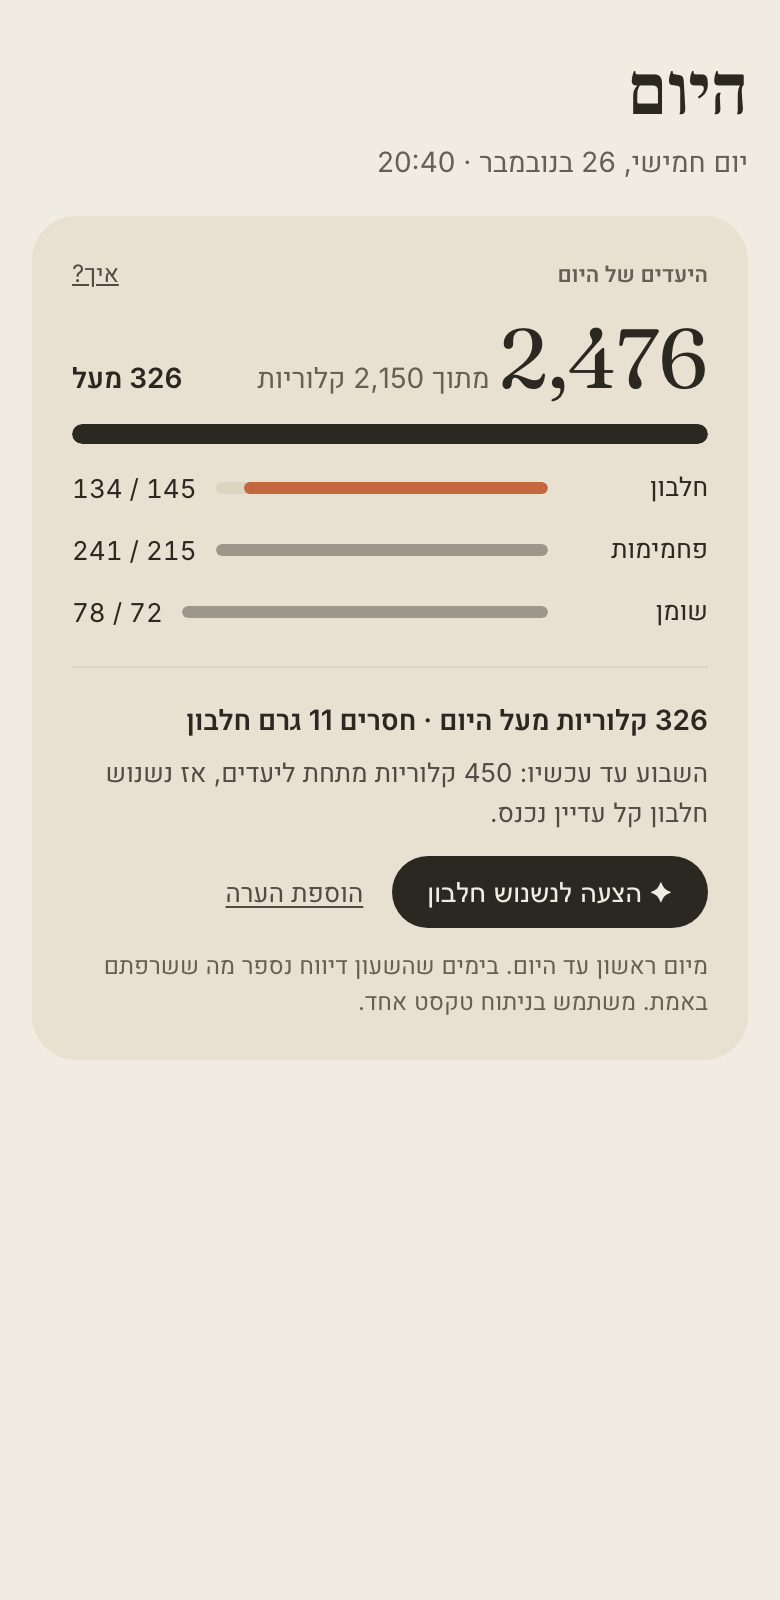 היום
יום חמישי, 26 בנובמבר · 20:40
היעדים של היום
איך?
2,476 מתוך 2,150 קלוריות
326 מעל
חלבון 134 / 145
פחמימות 241 / 215
שומן 78 / 72
326 קלוריות מעל היום · חסרים 11 גרם חלבון
השבוע עד עכשיו: 450 קלוריות מתחת ליעדים, אז נשנוש
חלבון קל עדיין נכנס.
✦ הצעה לנשנוש חלבון
הוספת הערה
מיום ראשון עד היום. בימים שהשעון דיווח נספר מה ששרפתם
באמת. משתמש בניתוח טקסט אחד.